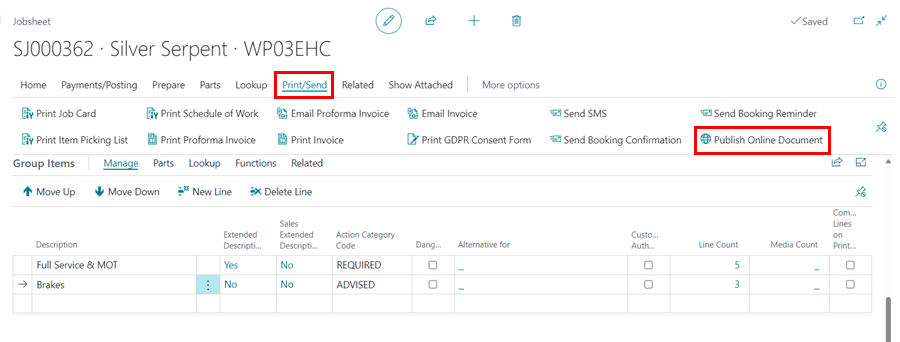 Jobsheet
Saved
SJ000362 · Silver Serpent · WP03EHC
Home Payments/Posting Prepare Parts Lookup Print/Send Related Show Attached More options
Print Job Card Print Schedule of Work Email Proforma Invoice Email Invoice Send SMS Send Booking Reminder
Print Item Picking List Print Proforma Invoice Print Invoice Print GDPR Consent Form Send Booking Confirmation Publish Online Document
Group Items Manage Parts Lookup Functions Related
Move Up Move Down New Line Delete Line
Description
Extended
Descripti...
Sales
Extended
Descripti...
Action Category
Code
Dang...
Alternative for
Custo...
Auth...
Line Count
Media Count
Com...
Lines
on
Print...
Full Service & MOT Yes No REQUIRED _ 5 _
Brakes No No ADVISED _ 3 _